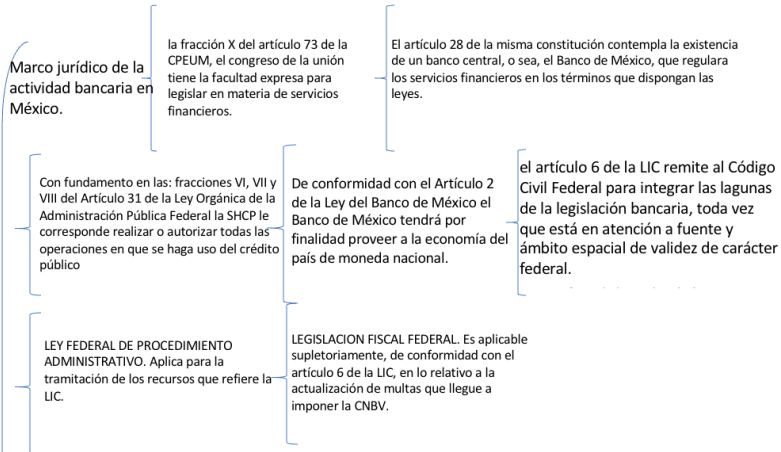 Marco jurídico de la
actividad bancaria en
México.
la fracción X del artículo 73 de la
CPEUM, el congreso de la unión
tiene la facultad expresa para
legislar en materia de servicios
financieros.
El artículo 28 de la misma constitución contempla la existencia
de un banco central, o sea, el Banco de México, que regulara
los servicios financieros en los términos que dispongan las
leyes.
Con fundamento en las: fracciones VI, VII y
VIII del Artículo 31 de la Ley Orgánica de la
Administración Pública Federal la SHCP le
corresponde realizar o autorizar todas las
operaciones en que se haga uso del crédito
público
De conformidad con el Artículo 2
de la Ley del Banco de México el
Banco de México tendrá por
finalidad proveer a la economía del
país de moneda nacional.
el artículo 6 de la LIC remite al Código
Civil Federal para integrar las lagunas
de la legislación bancaria, toda vez
que está en atención a fuente y
ámbito espacial de validez de carácter
federal.
LEY FEDERAL DE PROCEDIMIENTO
ADMINISTRATIVO. Aplica para la
tramitación de los recursos que refiere la
LIC.
LEGISLACION FISCAL FEDERAL. Es aplicable
supletoriamente, de conformidad con el
artículo 6 de la LIC, en lo relativo a la
actualización de multas que llegue a
imponer la CNBV.